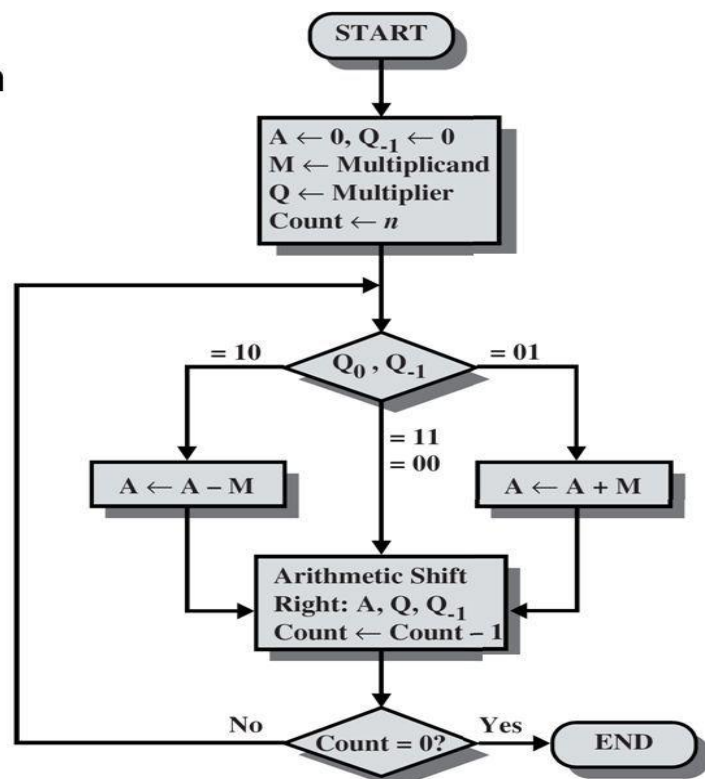 START
n
A ← 0, Q₋₁ ← 0
M ← Multiplicand
Q ← Multiplier
Count ← n
= 10
Q₀ , Q₋₁
= 01
= 11
= 00
A ← A – M
A ← A + M
Arithmetic Shift
Right: A, Q, Q₋₁
Count ← Count – 1
No
Count = 0?
Yes
END